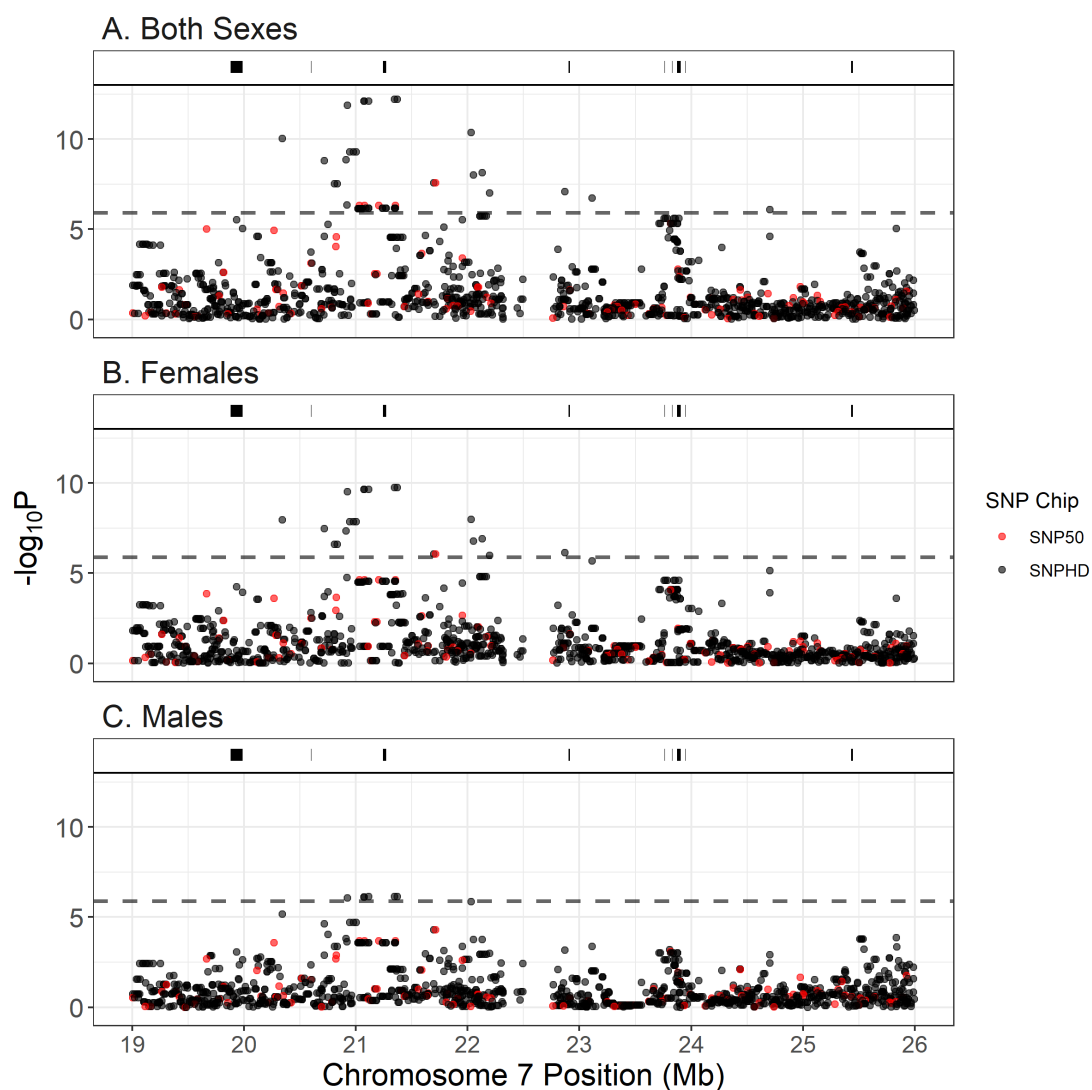 A. Both Sexes
10
5
0
B. Females
10
5
0
C. Males
10
5
0
19 20 21 22 23 24 25 26
Chromosome 7 Position (Mb)
-log10P
SNP Chip
SNP50
SNPHD